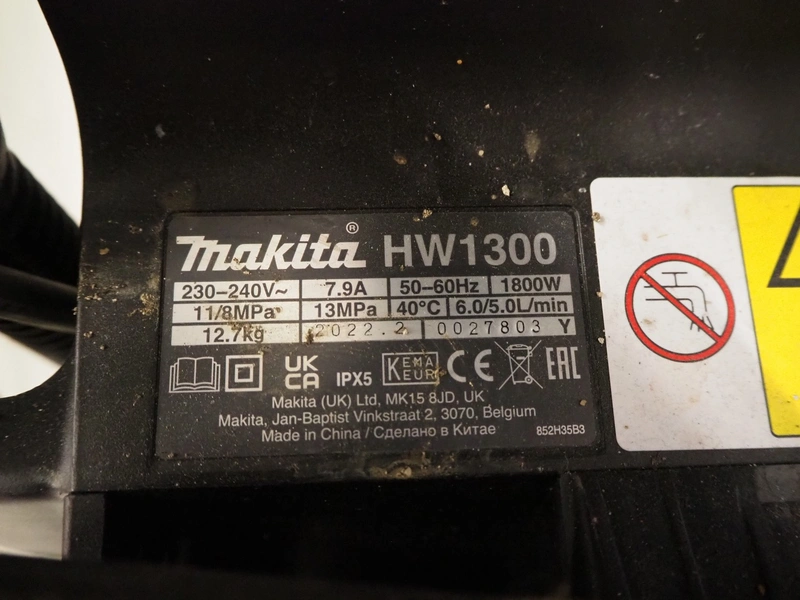 makita® HW1300
230–240V~ 7.9A 50–60Hz 1800W
11/8MPa 13MPa 40°C 6.0/5.0L/min
12.7kg 2022.2 0027803 Y
UK CA IPX5 KEMA EUR CE EAC
Makita (UK) Ltd, MK15 8JD, UK
Makita, Jan-Baptist Vinkstraat 2, 3070, Belgium
Made in China / Сделано в Китае 852H35B3